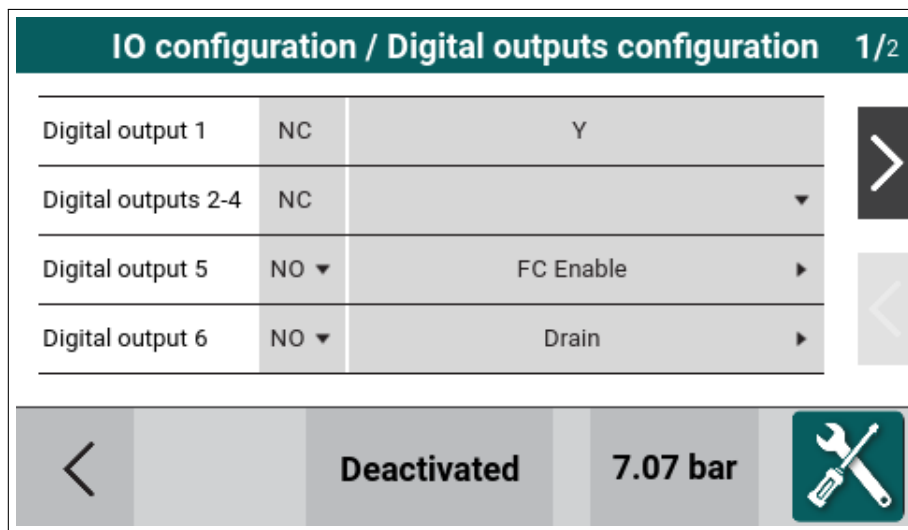 IO configuration / Digital outputs configuration 1/2
Digital output 1 NC Y
Digital outputs 2-4 NC
Digital output 5 NO FC Enable
Digital output 6 NO Drain
Deactivated 7.07 bar